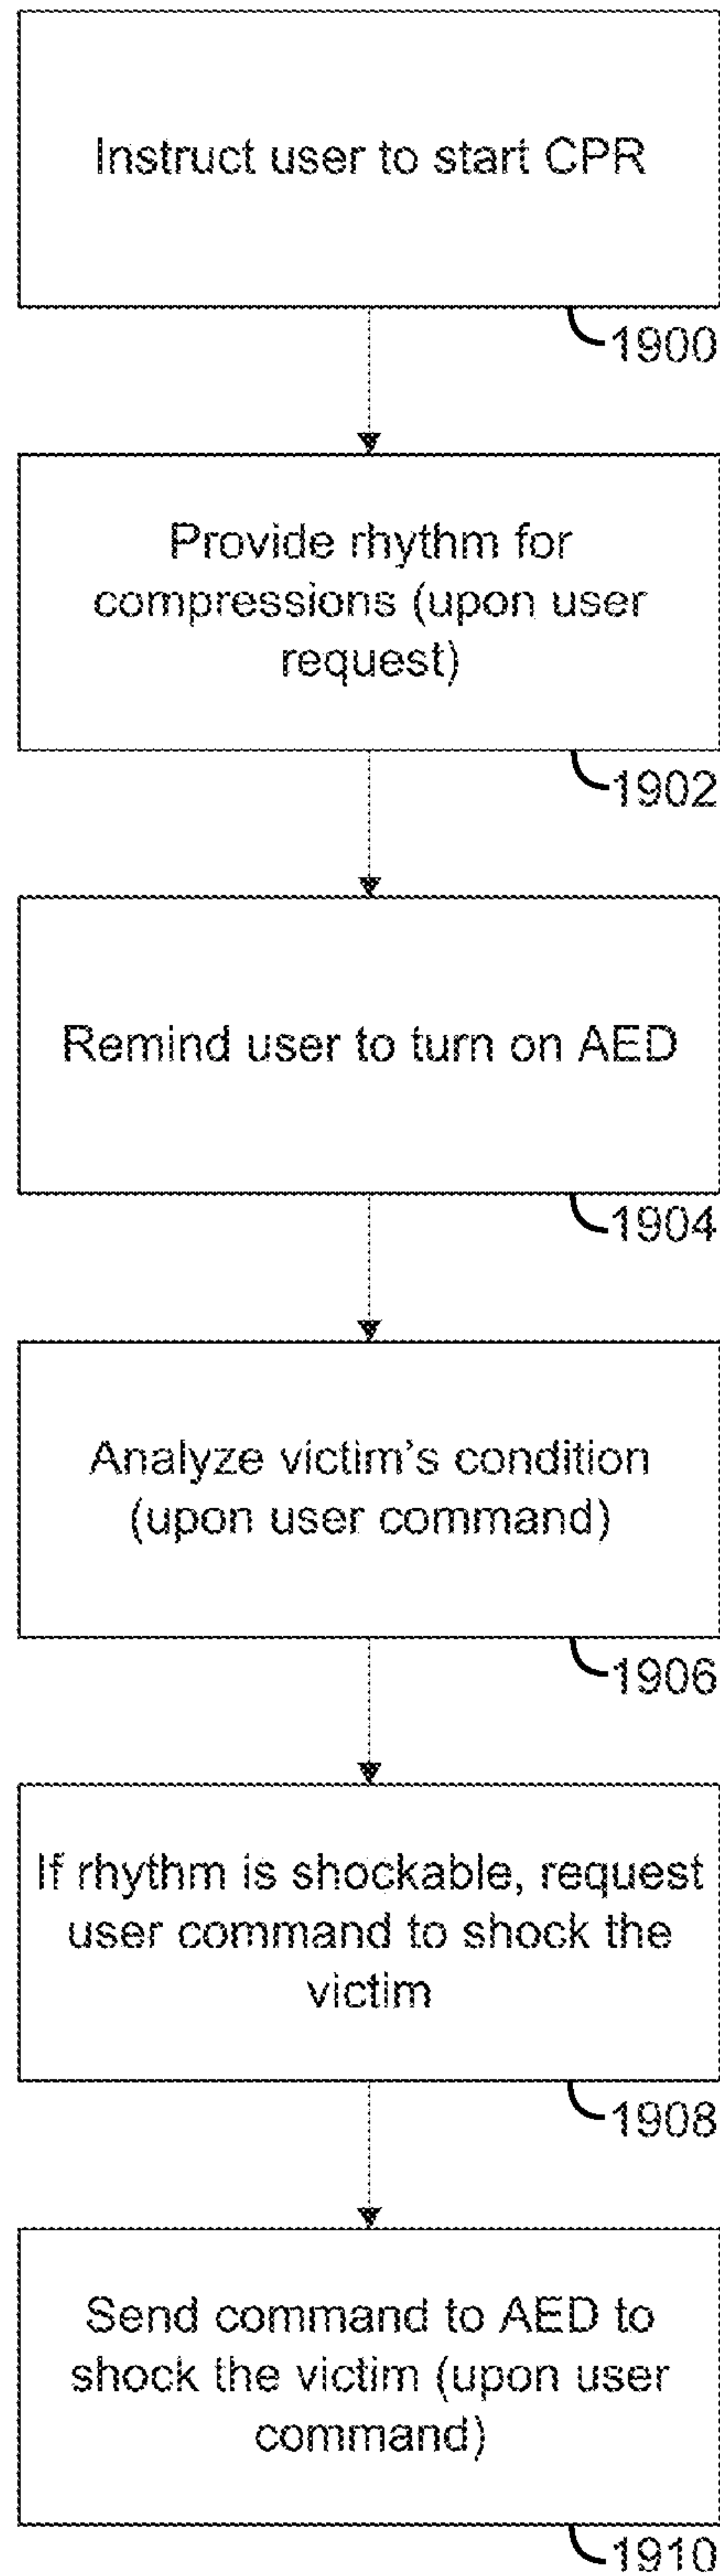 Instruct user to start CPR
1900
Provide rhythm for
compressions (upon user
request)
1902
Remind user to turn on AED
1904
Analyze victim's condition
(upon user command)
1906
If rhythm is shockable, request
user command to shock the
victim
1908
Send command to AED to
shock the victim (upon user
command)
1910